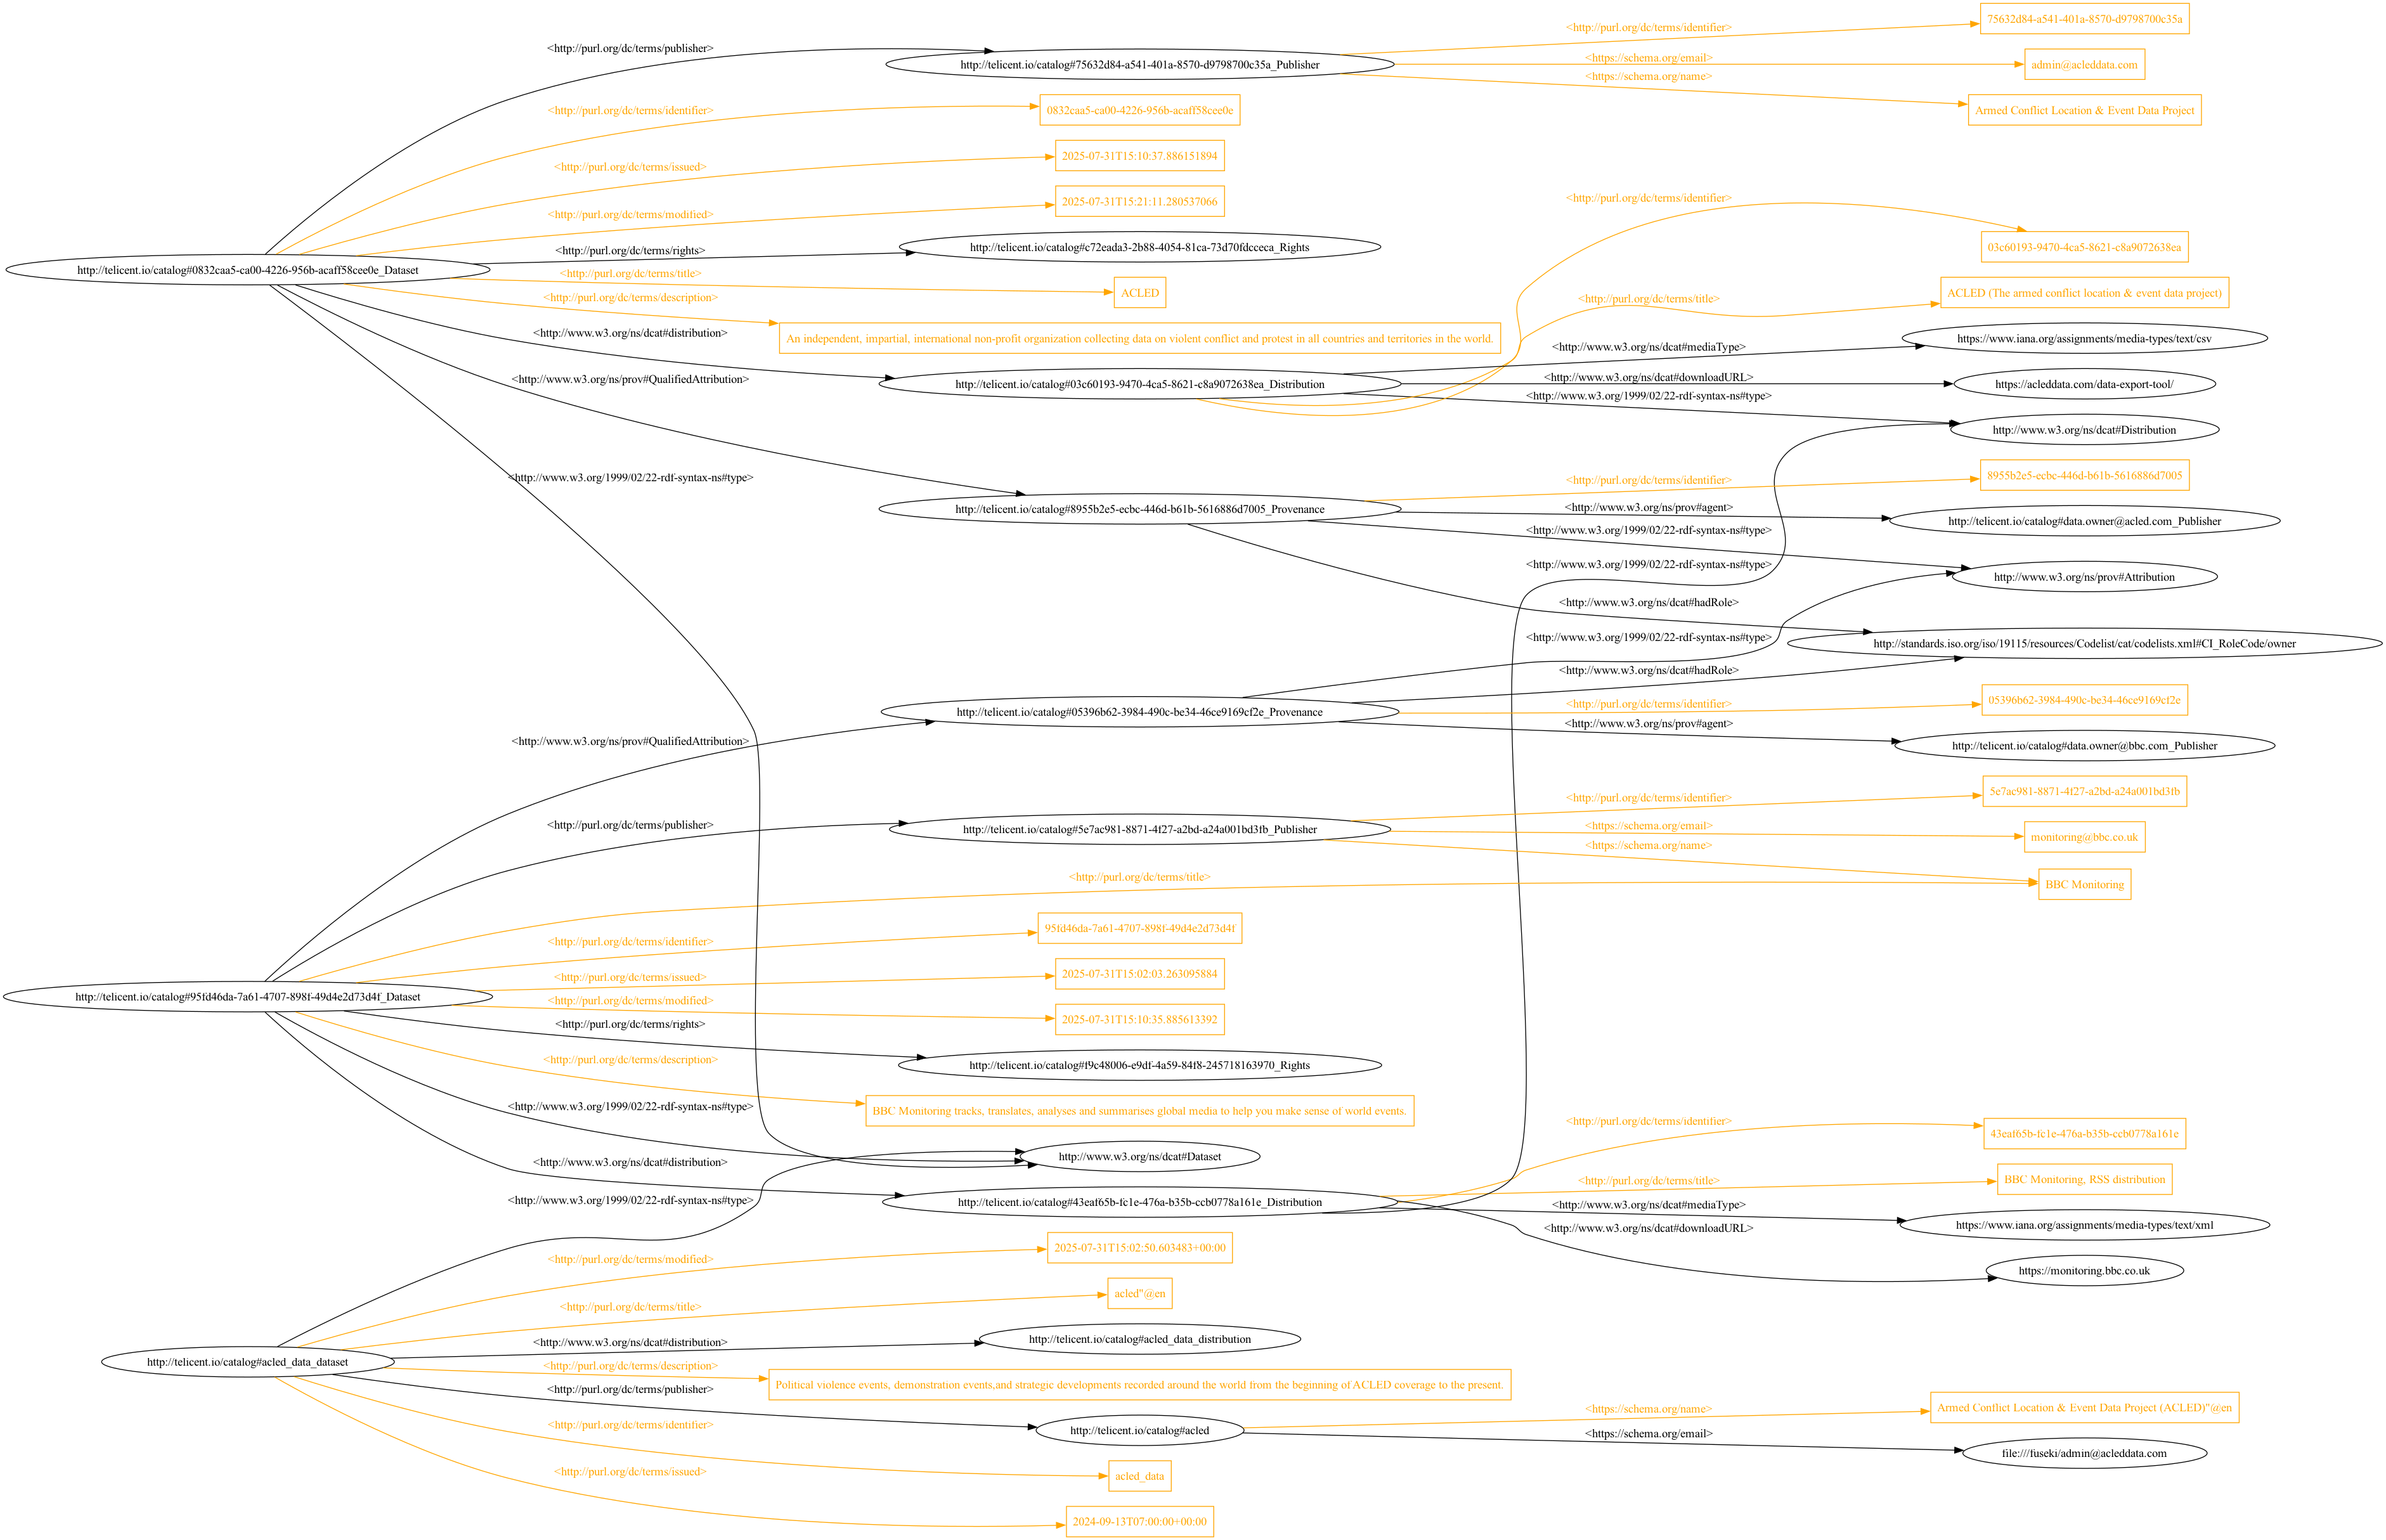 <http://purl.org/dc/terms/publisher>
http://telicent.io/catalog#75632d84-a541-401a-8570-d9798700c35a_Publisher
<http://purl.org/dc/terms/identifier>
75632d84-a541-401a-8570-d9798700c35a
<https://schema.org/email>
admin@acleddata.com
<https://schema.org/name>
Armed Conflict Location & Event Data Project
<http://purl.org/dc/terms/identifier>
0832caa5-ca00-4226-956b-acaff58cee0e
<http://purl.org/dc/terms/issued>
2025-07-31T15:10:37.886151894
<http://purl.org/dc/terms/modified>
2025-07-31T15:21:11.280537066
<http://purl.org/dc/terms/rights>
http://telicent.io/catalog#c72eada3-2b88-4054-81ca-73d70fdcceca_Rights
http://telicent.io/catalog#0832caa5-ca00-4226-956b-acaff58cee0e_Dataset
<http://purl.org/dc/terms/title>
ACLED
<http://purl.org/dc/terms/description>
An independent, impartial, international non-profit organization collecting data on violent conflict and protest in all countries and territories in the world.
<http://www.w3.org/ns/dcat#distribution>
http://telicent.io/catalog#03c60193-9470-4ca5-8621-c8a9072638ea_Distribution
<http://purl.org/dc/terms/identifier>
03c60193-9470-4ca5-8621-c8a9072638ea
<http://purl.org/dc/terms/title>
ACLED (The armed conflict location & event data project)
<http://www.w3.org/ns/dcat#mediaType>
https://www.iana.org/assignments/media-types/text/csv
<http://www.w3.org/ns/dcat#downloadURL>
https://acleddata.com/data-export-tool/
<http://www.w3.org/1999/02/22-rdf-syntax-ns#type>
http://www.w3.org/ns/dcat#Distribution
<http://www.w3.org/ns/prov#QualifiedAttribution>
<http://www.w3.org/1999/02/22-rdf-syntax-ns#type>
http://telicent.io/catalog#8955b2e5-ecbc-446d-b61b-5616886d7005_Provenance
<http://purl.org/dc/terms/identifier>
8955b2e5-ecbc-446d-b61b-5616886d7005
<http://www.w3.org/ns/prov#agent>
http://telicent.io/catalog#data.owner@acled.com_Publisher
<http://www.w3.org/1999/02/22-rdf-syntax-ns#type>
<http://www.w3.org/1999/02/22-rdf-syntax-ns#type>
http://www.w3.org/ns/prov#Attribution
<http://www.w3.org/ns/dcat#hadRole>
<http://www.w3.org/1999/02/22-rdf-syntax-ns#type>
http://standards.iso.org/iso/19115/resources/Codelist/cat/codelists.xml#CI_RoleCode/owner
<http://www.w3.org/ns/dcat#hadRole>
http://telicent.io/catalog#05396b62-3984-490c-be34-46ce9169cf2e_Provenance
<http://purl.org/dc/terms/identifier>
05396b62-3984-490c-be34-46ce9169cf2e
<http://www.w3.org/ns/prov#agent>
http://telicent.io/catalog#data.owner@bbc.com_Publisher
<http://www.w3.org/ns/prov#QualifiedAttribution>
<http://purl.org/dc/terms/publisher>
http://telicent.io/catalog#5e7ac981-8871-4f27-a2bd-a24a001bd3fb_Publisher
<http://purl.org/dc/terms/identifier>
5e7ac981-8871-4f27-a2bd-a24a001bd3fb
<https://schema.org/email>
monitoring@bbc.co.uk
<https://schema.org/name>
<http://purl.org/dc/terms/title>
BBC Monitoring
<http://purl.org/dc/terms/identifier>
95fd46da-7a61-4707-898f-49d4e2d73d4f
<http://purl.org/dc/terms/issued>
2025-07-31T15:02:03.263095884
http://telicent.io/catalog#95fd46da-7a61-4707-898f-49d4e2d73d4f_Dataset
<http://purl.org/dc/terms/modified>
2025-07-31T15:10:35.885613392
<http://purl.org/dc/terms/rights>
http://telicent.io/catalog#f9c48006-e9df-4a59-84f8-245718163970_Rights
<http://purl.org/dc/terms/description>
BBC Monitoring tracks, translates, analyses and summarises global media to help you make sense of world events.
<http://www.w3.org/1999/02/22-rdf-syntax-ns#type>
http://www.w3.org/ns/dcat#Dataset
<http://www.w3.org/ns/dcat#distribution>
http://telicent.io/catalog#43eaf65b-fc1e-476a-b35b-ccb0778a161e_Distribution
<http://purl.org/dc/terms/identifier>
43eaf65b-fc1e-476a-b35b-ccb0778a161e
<http://purl.org/dc/terms/title>
BBC Monitoring, RSS distribution
<http://www.w3.org/ns/dcat#mediaType>
https://www.iana.org/assignments/media-types/text/xml
<http://www.w3.org/ns/dcat#downloadURL>
https://monitoring.bbc.co.uk
<http://www.w3.org/1999/02/22-rdf-syntax-ns#type>
<http://purl.org/dc/terms/modified>
2025-07-31T15:02:50.603483+00:00
<http://purl.org/dc/terms/title>
acled"@en
<http://www.w3.org/ns/dcat#distribution>
http://telicent.io/catalog#acled_data_distribution
http://telicent.io/catalog#acled_data_dataset
<http://purl.org/dc/terms/description>
Political violence events, demonstration events,and strategic developments recorded around the world from the beginning of ACLED coverage to the present.
<http://purl.org/dc/terms/publisher>
http://telicent.io/catalog#acled
<https://schema.org/name>
Armed Conflict Location & Event Data Project (ACLED)"@en
<https://schema.org/email>
file:///fuseki/admin@acleddata.com
<http://purl.org/dc/terms/identifier>
acled_data
<http://purl.org/dc/terms/issued>
2024-09-13T07:00:00+00:00